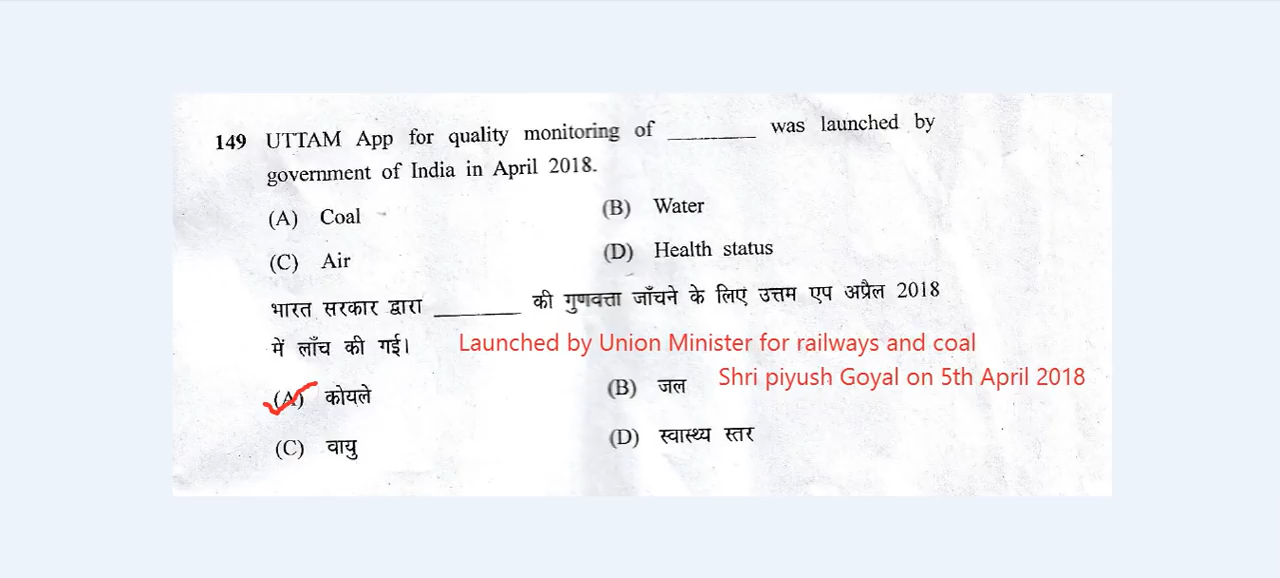 149 UTTAM App for quality monitoring of ________ was launched by
government of India in April 2018.
(A) Coal (B) Water
(C) Air (D) Health status
भारत सरकार द्वारा ________ की गुणवत्ता जाँचने के लिए उत्तम एप अप्रैल 2018
में लाँच की गई। Launched by Union Minister for railways and coal
Shri piyush Goyal on 5th April 2018
(A) कोयले (B) जल
(C) वायु (D) स्वास्थ्य स्तर